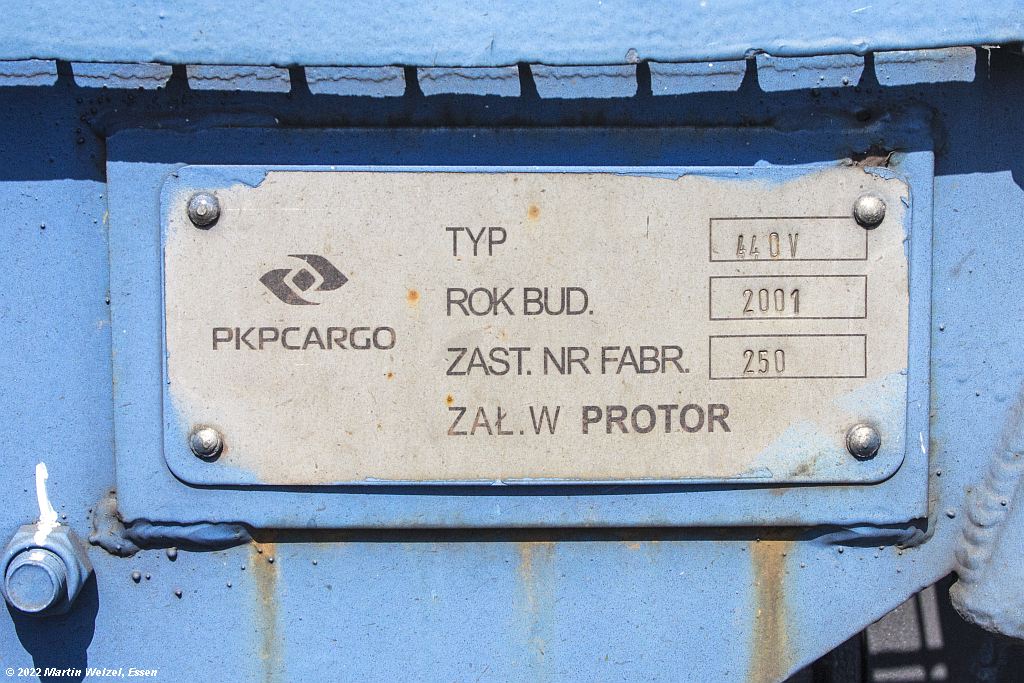 PKPCARGO
TYP 440V
ROK BUD. 2001
ZAST. NR FABR. 250
ZAŁ.W PROTOR
© 2022 Martin Welzel, Essen